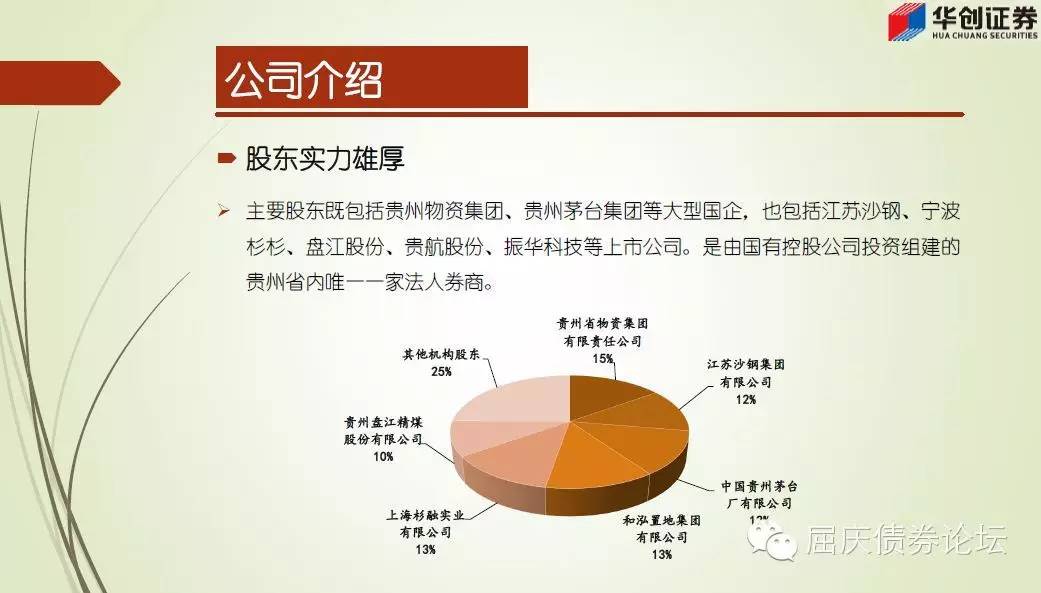 华创证券
HUA CHUANG SECURITIES
公司介绍
股东实力雄厚
主要股东既包括贵州物资集团、贵州茅台集团等大型国企，也包括江苏沙钢、宁波
杉杉、盘江股份、贵航股份、振华科技等上市公司。是由国有控股公司投资组建的
贵州省内唯一一家法人券商。
贵州省物资集团
有限责任公司
15%
其他机构股东
25%
江苏沙钢集团
有限公司
12%
贵州盘江精煤
股份有限公司
10%
中国贵州茅台
厂有限公司
12%
上海杉融实业
有限公司
13%
和泓置地集团
有限公司
13%
屈庆债券论坛